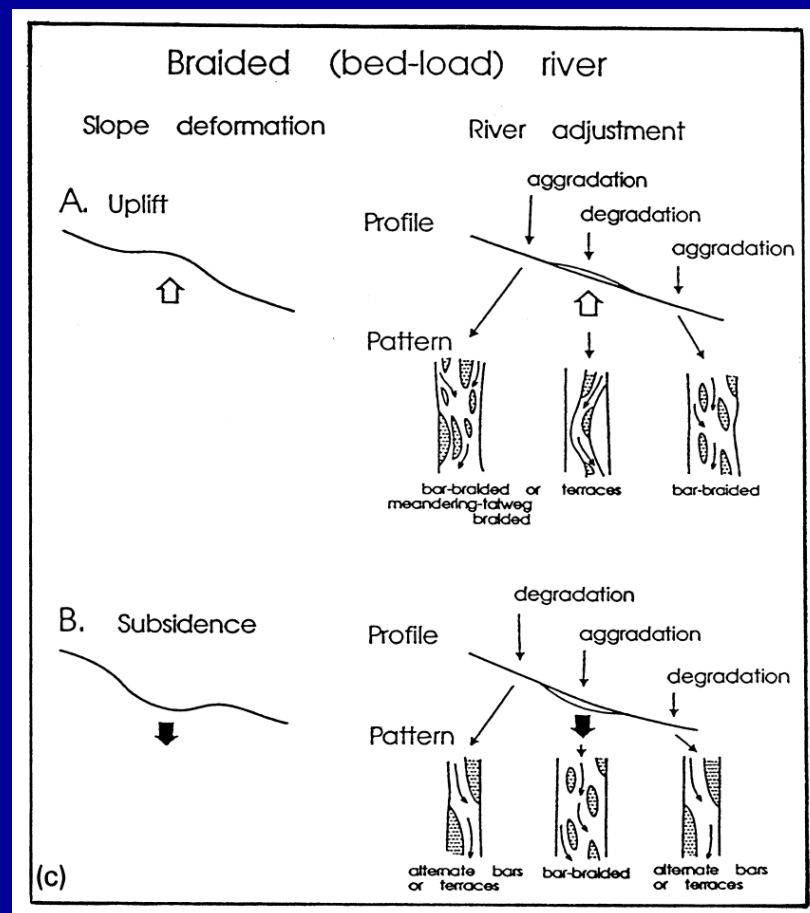 Braided (bed-load) river
Slope deformation
River adjustment
A. Uplift
aggradation
degradation
aggradation
Profile
Pattern
bar-braided or
meandering-talweg
braided
terraces
bar-braided
B. Subsidence
degradation
aggradation
degradation
Profile
Pattern
alternate bars
or terraces
bar-braided
alternate bars
or terraces
(c)